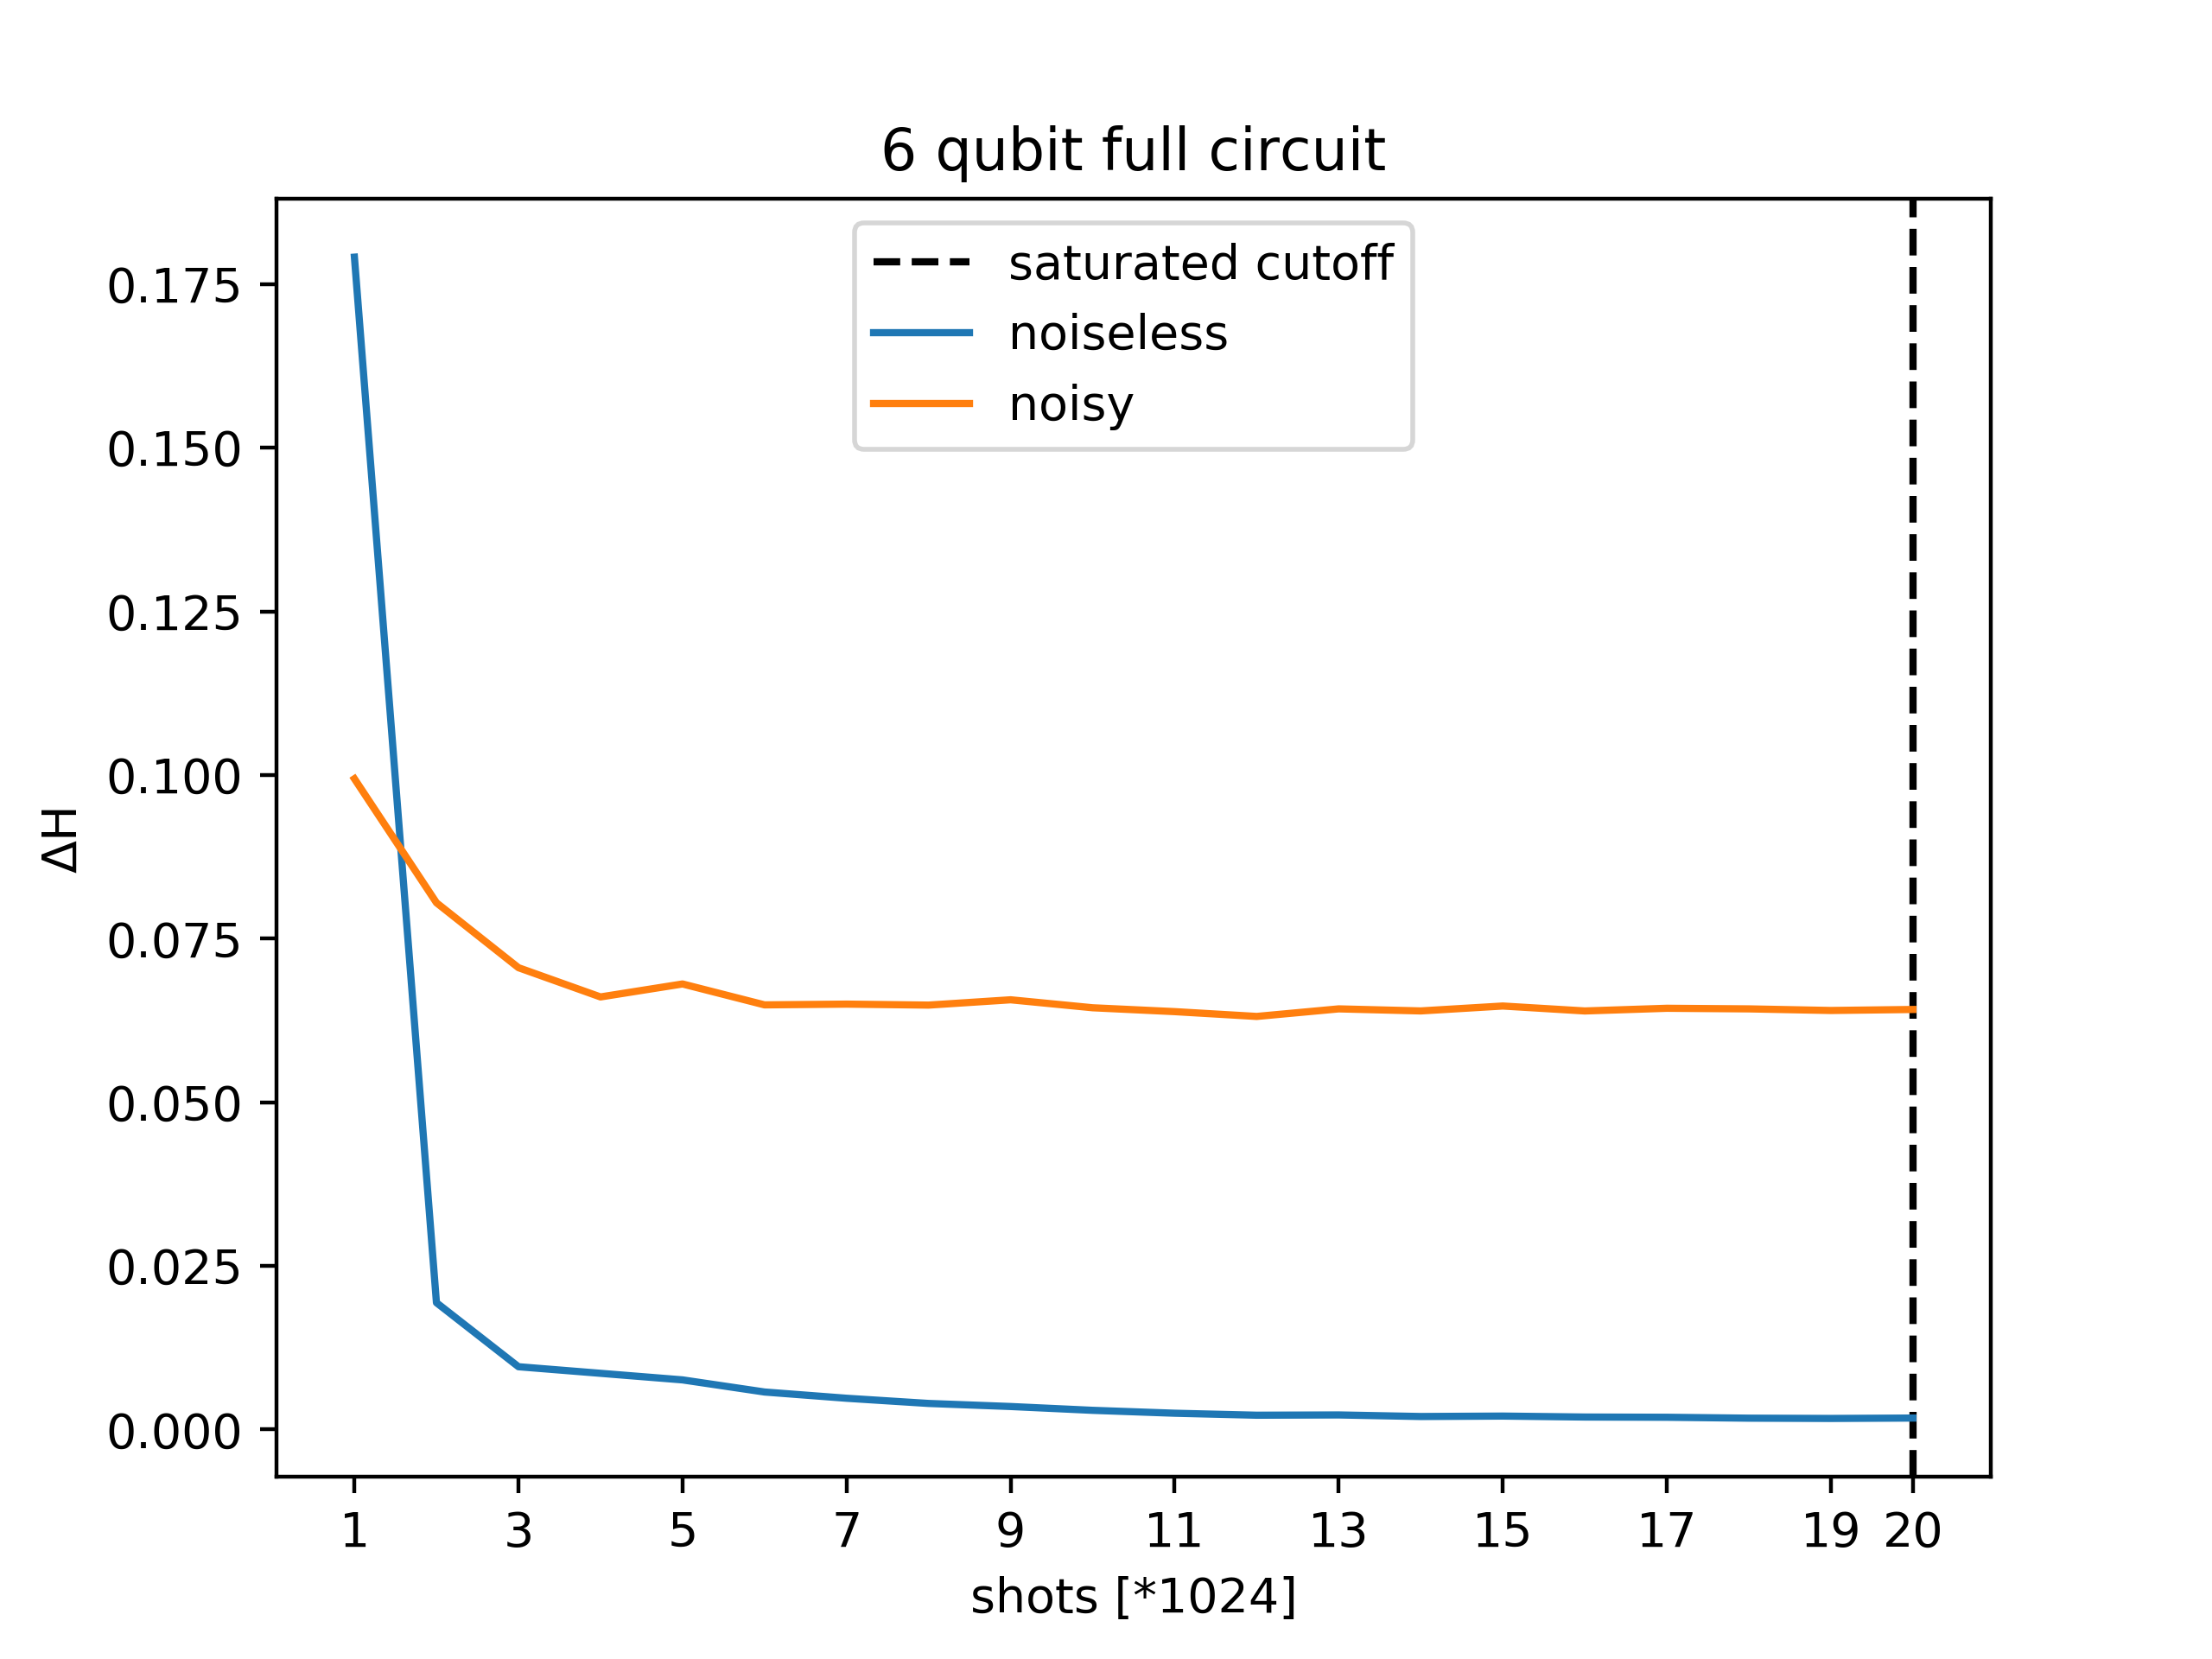 6 qubit full circuit
saturated cutoff
noiseless
noisy
0.175
0.150
0.125
0.100
0.075
0.050
0.025
0.000
ΔH
1 3 5 7 9 11 13 15 17 19 20
shots [*1024]